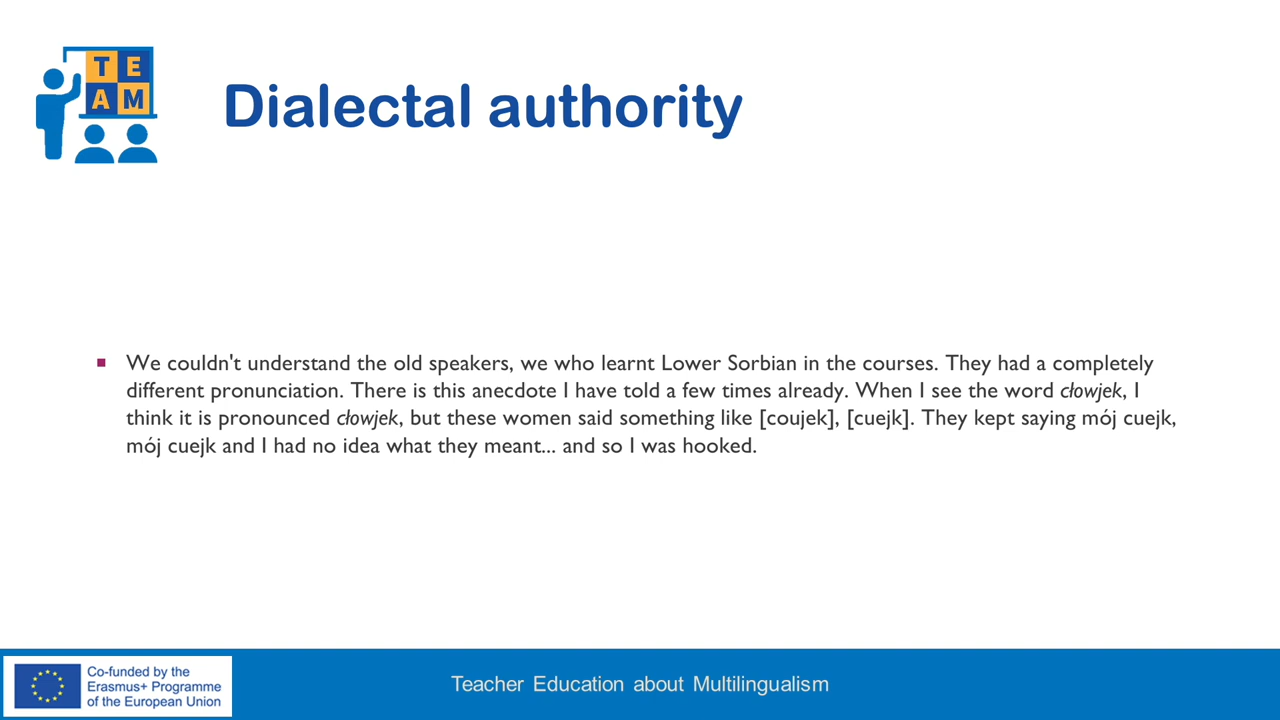 T E
A M
Dialectal authority
We couldn't understand the old speakers, we who learnt Lower Sorbian in the courses. They had a completely
different pronunciation. There is this anecdote I have told a few times already. When I see the word cłowjek, I
think it is pronounced cłowjek, but these women said something like [coujek], [cuejk]. They kept saying mój cuejk,
mój cuejk and I had no idea what they meant... and so I was hooked.
Co-funded by the
Erasmus+ Programme
of the European Union
Teacher Education about Multilingualism